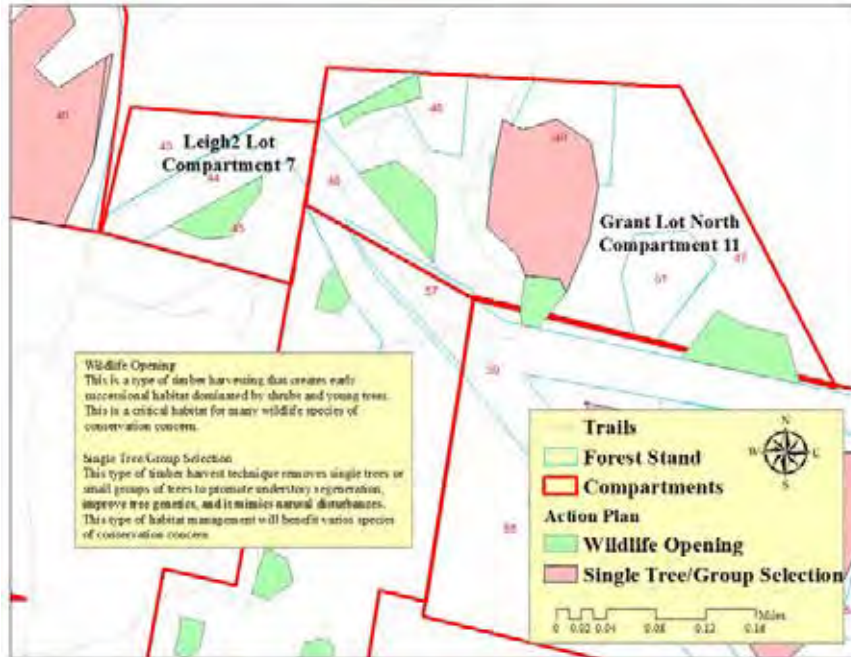 Leigh2 Lot
Compartment 7
Grant Lot North
Compartment 11
40
45
44
45
46
46
47
57
59
58
Wildlife Opening
This is a type of timber harvesting that creates early
successional habitat dominated by shrubs and young trees.
This is a critical habitat for many wildlife species of
conservation concern.
Single Tree/Group Selection
This type of timber harvest technique removes single trees or
small groups of trees to promote understory regeneration,
improve tree genetics, and it mimics natural disturbances.
This type of habitat management will benefit varios species
of conservation concern
Trails
Forest Stand
Compartments
Action Plan
Wildlife Opening
Single Tree/Group Selection
N
W
E
S
Miles
0 0.02 0.04 0.08 0.12 0.16